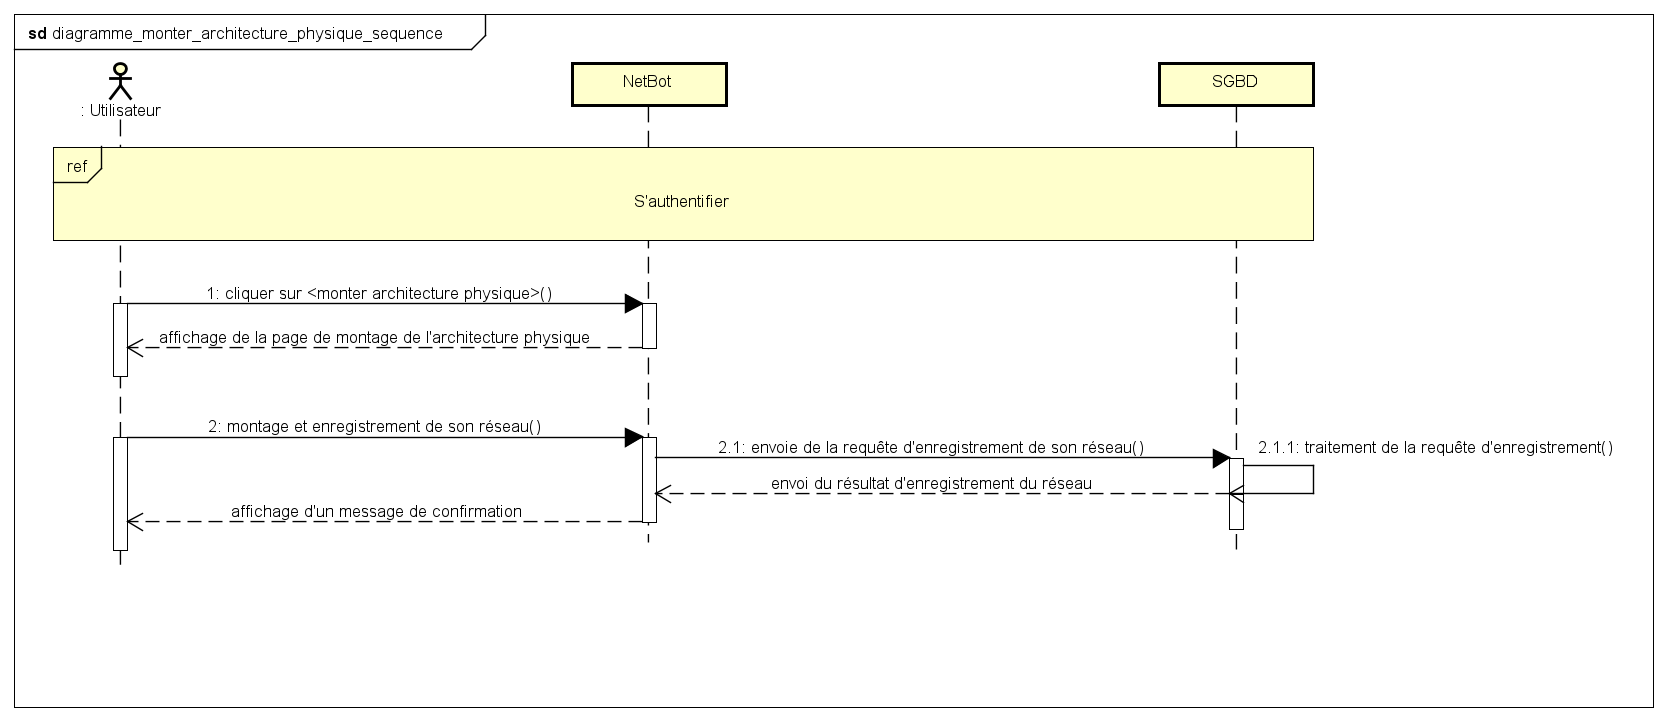 sd diagramme_monter_architecture_physique_sequence
: Utilisateur
NetBot
SGBD
ref
S'authentifier
1: cliquer sur <monter architecture physique>()
affichage de la page de montage de l'architecture physique
2: montage et enregistrement de son réseau()
2.1: envoie de la requête d'enregistrement de son réseau()
2.1.1: traitement de la requête d'enregistrement()
envoi du résultat d'enregistrement du réseau
affichage d'un message de confirmation